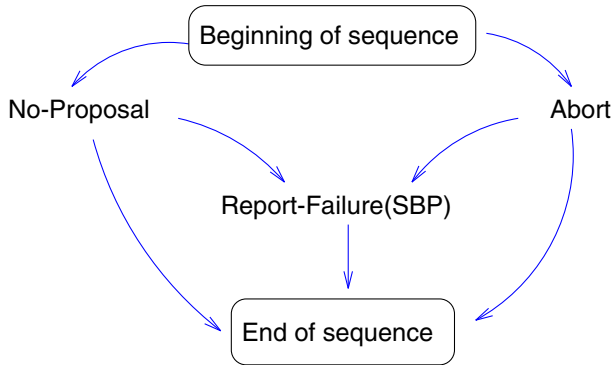 Beginning of sequence
No-Proposal
Abort
Report-Failure(SBP)
End of sequence